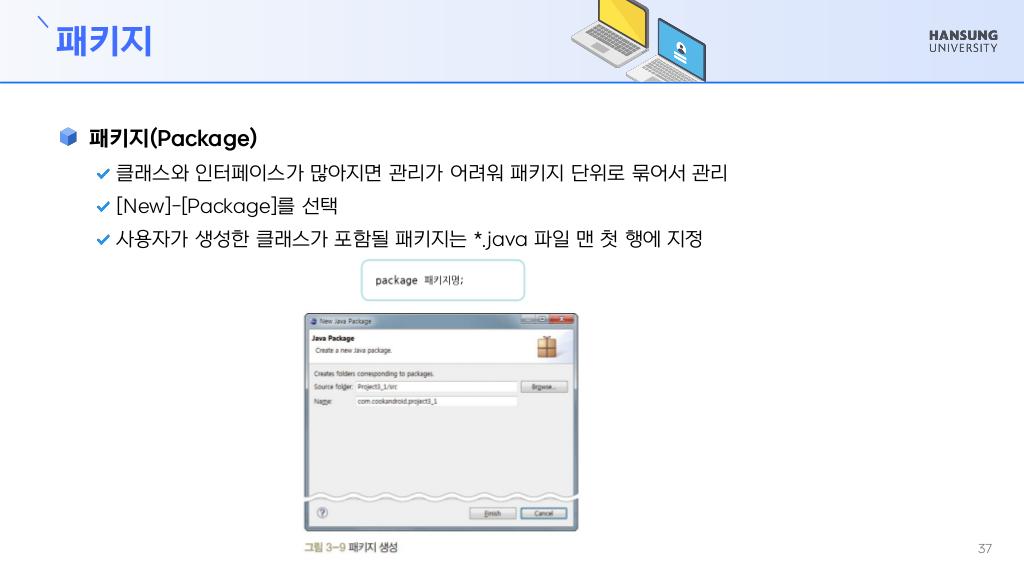 패키지
HANSUNG
UNIVERSITY
패키지(Package)
클래스와 인터페이스가 많아지면 관리가 어려워 패키지 단위로 묶어서 관리
[New]-[Package]를 선택
사용자가 생성한 클래스가 포함될 패키지는 *.java 파일 맨 첫 행에 지정
package 패키지명;
New Java Package
Java Package
Create a new Java package.
Creates folders corresponding to packages.
Source folder: Project3_1/src Browse...
Name: com.cookandroid.project3_1
Finish Cancel
그림 3-9 패키지 생성
37